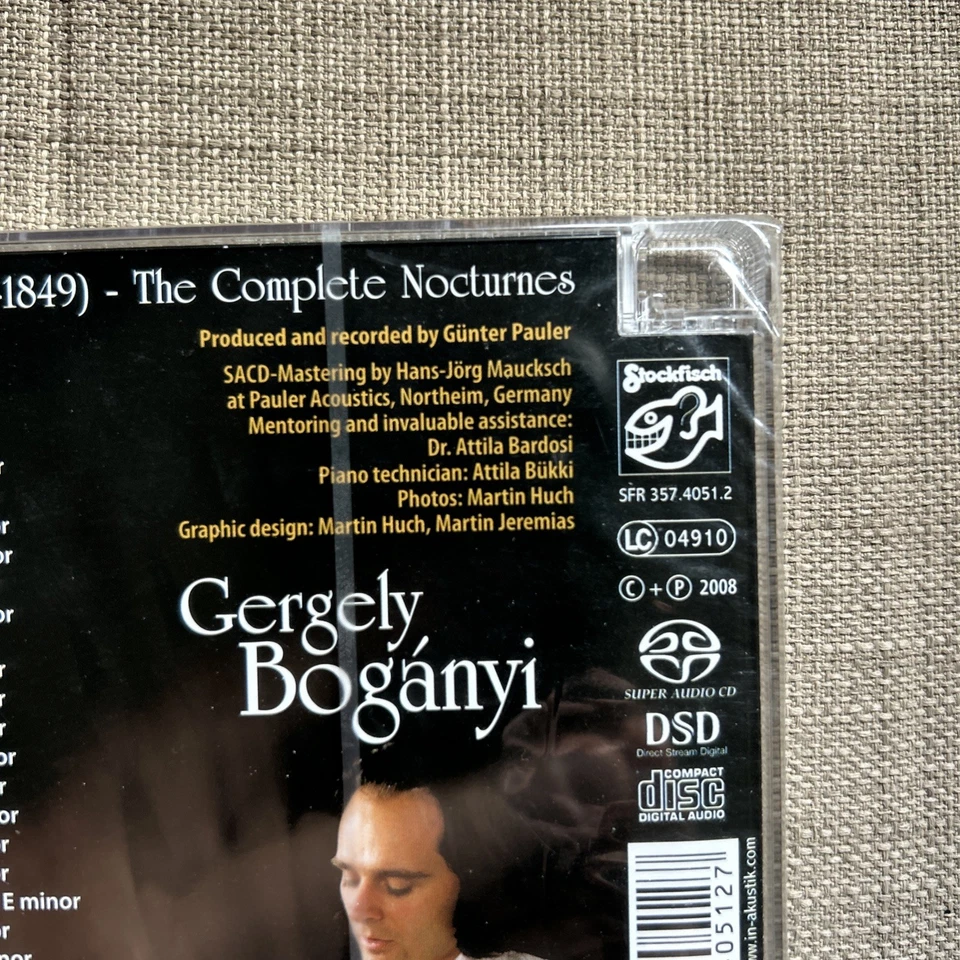 -1849) - The Complete Nocturnes
Produced and recorded by Günter Pauler
SACD-Mastering by Hans-Jörg Maucksch
at Pauler Acoustics, Northeim, Germany
Mentoring and invaluable assistance:
Dr. Attila Bardosi
Piano technician: Attila Bükki
Photos: Martin Huch
Graphic design: Martin Huch, Martin Jeremias
Gergely
Bogányi
E minor
Stockfisch
SFR 357.4051.2
LC 04910
C + P 2008
SUPER AUDIO CD
DSD
Direct Stream Digital
COMPACT
disc
DIGITAL AUDIO
05127
w.in-akustik.com